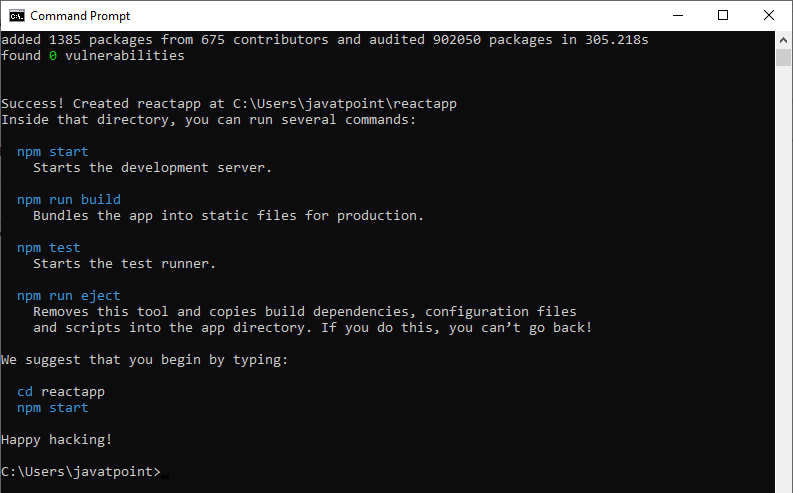 Command Prompt
added 1385 packages from 675 contributors and audited 902050 packages in 305.218s
found 0 vulnerabilities
Success! Created reactapp at C:\Users\javatpoint\reactapp
Inside that directory, you can run several commands:
npm start
Starts the development server.
npm run build
Bundles the app into static files for production.
npm test
Starts the test runner.
npm run eject
Removes this tool and copies build dependencies, configuration files
and scripts into the app directory. If you do this, you can’t go back!
We suggest that you begin by typing:
cd reactapp
npm start
Happy hacking!
C:\Users\javatpoint>